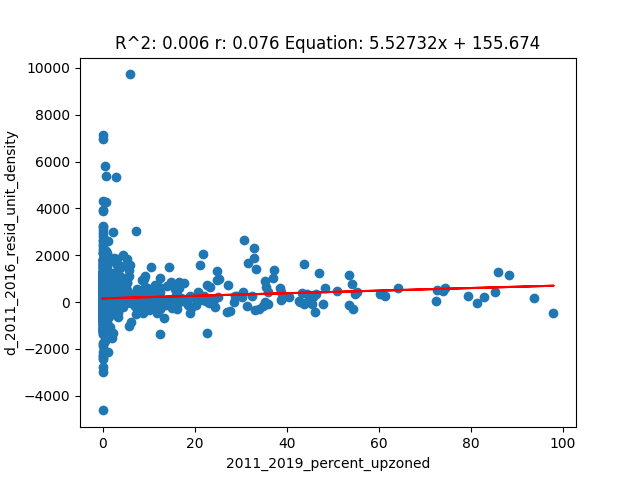 R^2: 0.006 r: 0.076 Equation: 5.52732x + 155.674
d_2011_2016_resid_unit_density
10000
8000
6000
4000
2000
0
−2000
−4000
0 20 40 60 80 100
2011_2019_percent_upzoned